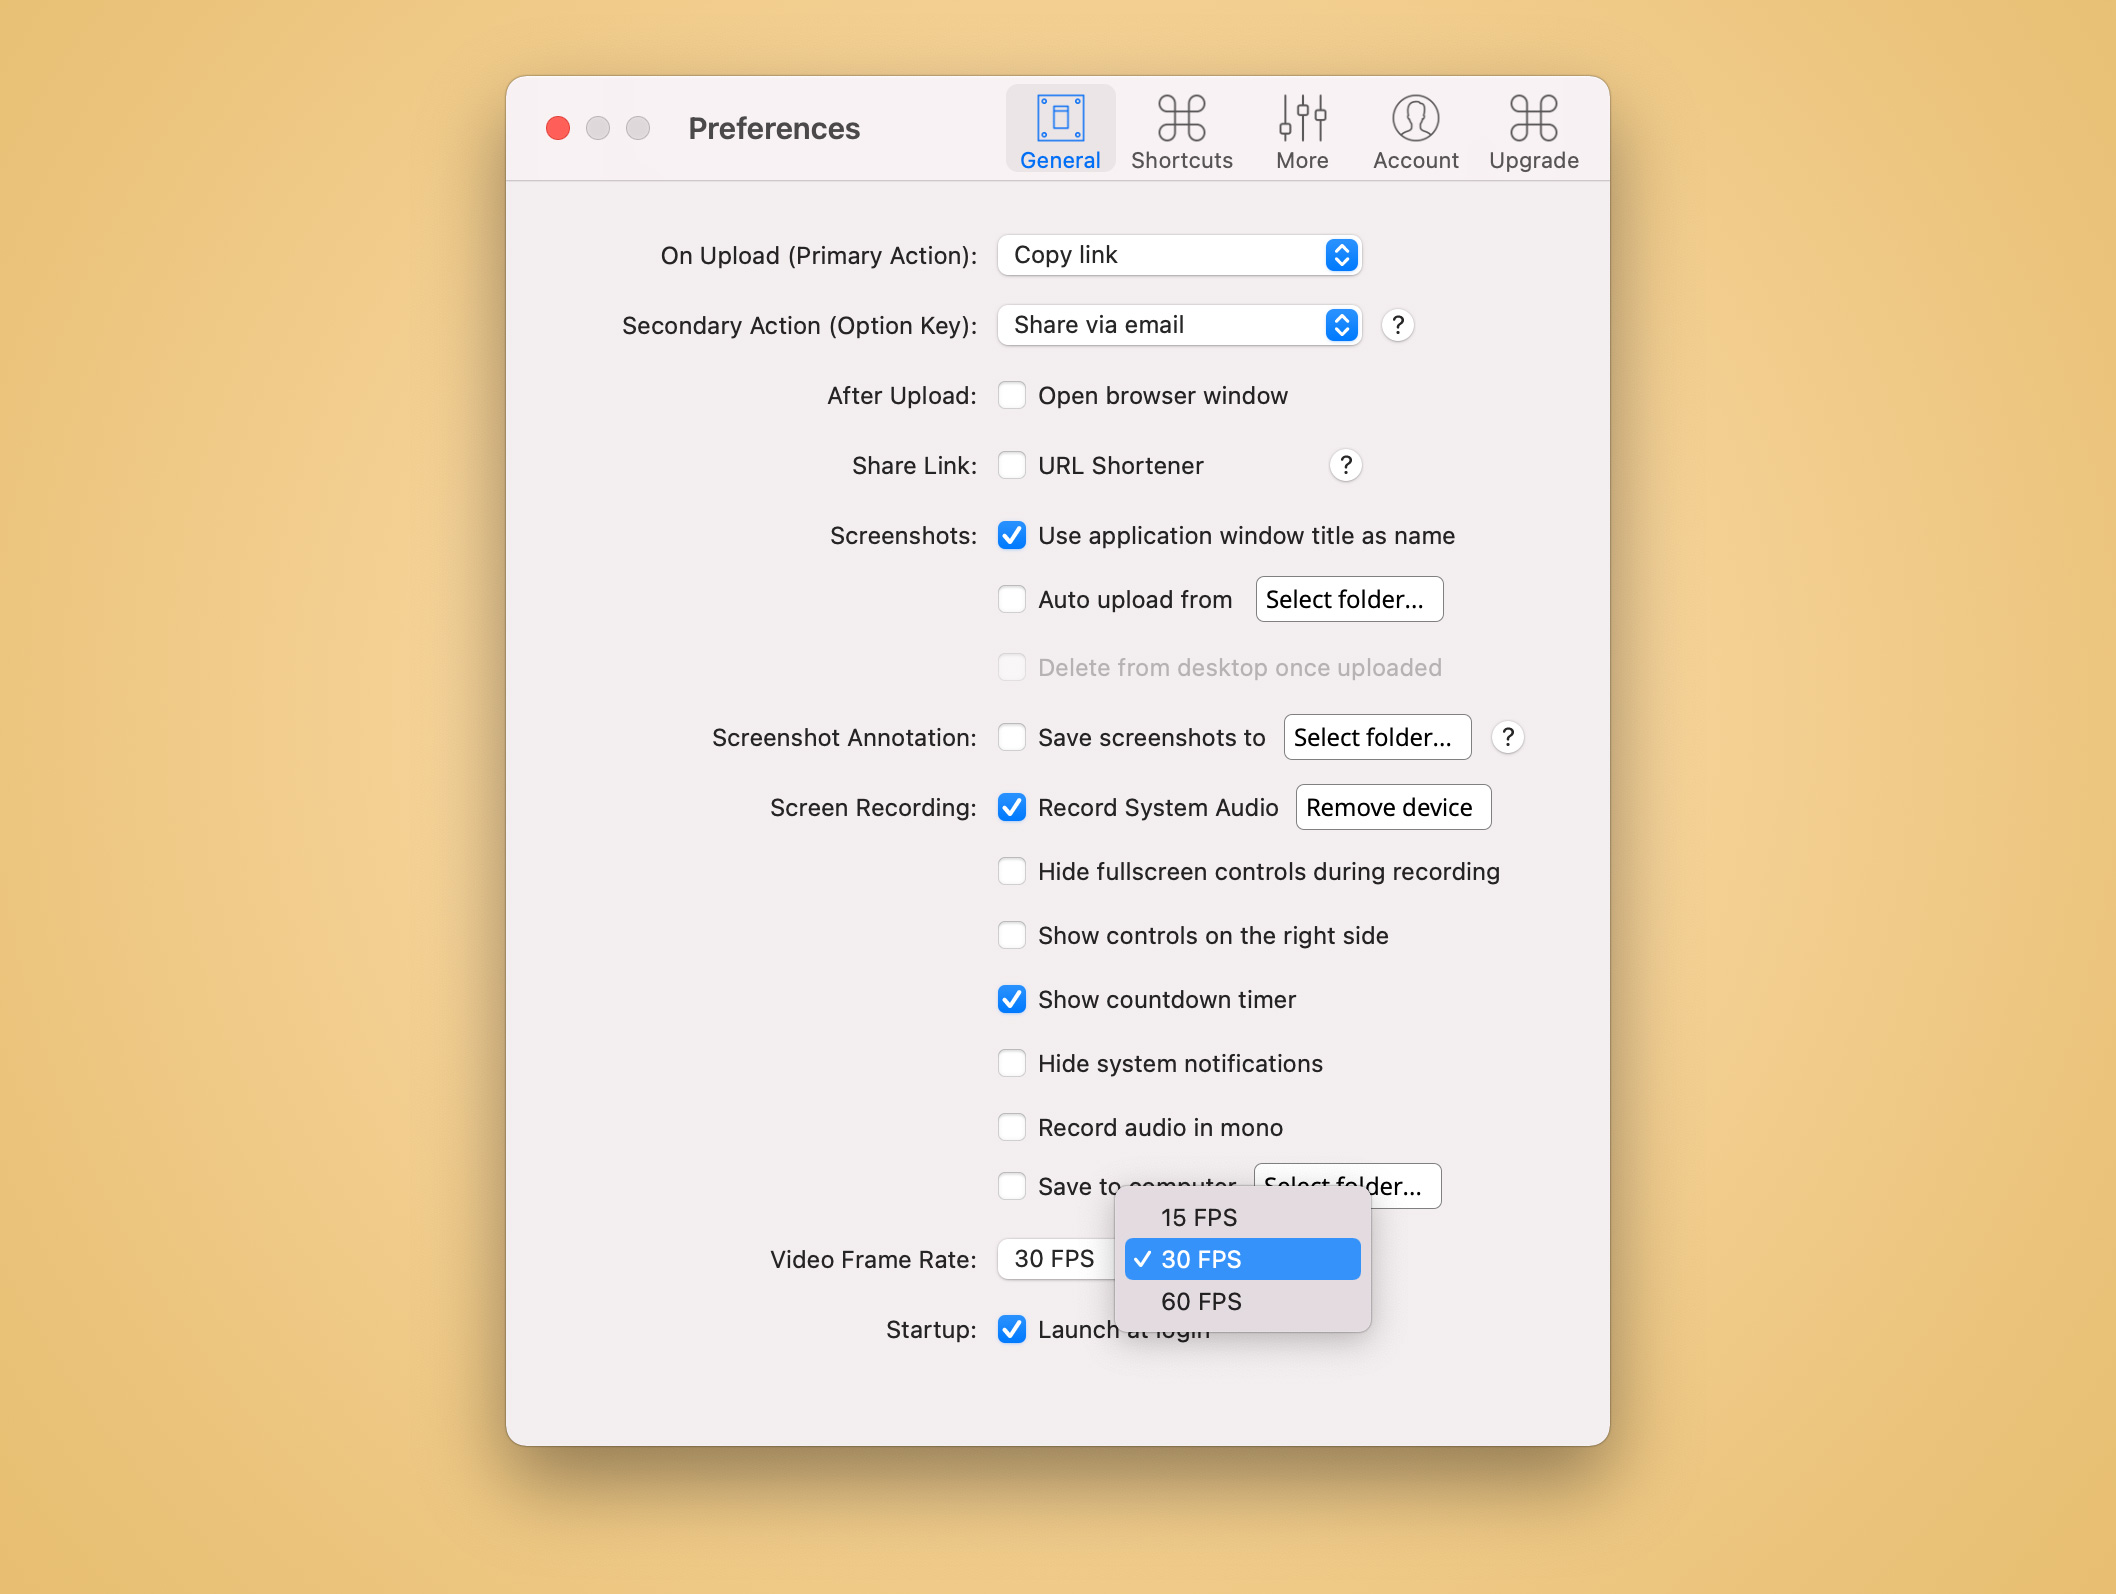 Preferences
General
Shortcuts
More
Account
Upgrade
On Upload (Primary Action): Copy link
Secondary Action (Option Key): Share via email ?
After Upload: Open browser window
Share Link: URL Shortener ?
Screenshots: Use application window title as name
Auto upload from Select folder...
Delete from desktop once uploaded
Screenshot Annotation: Save screenshots to Select folder... ?
Screen Recording: Record System Audio Remove device
Hide fullscreen controls during recording
Show controls on the right side
Show countdown timer
Hide system notifications
Record audio in mono
Save to computer Select folder...
15 FPS
Video Frame Rate: 30 FPS 30 FPS
60 FPS
Startup: Launch at login